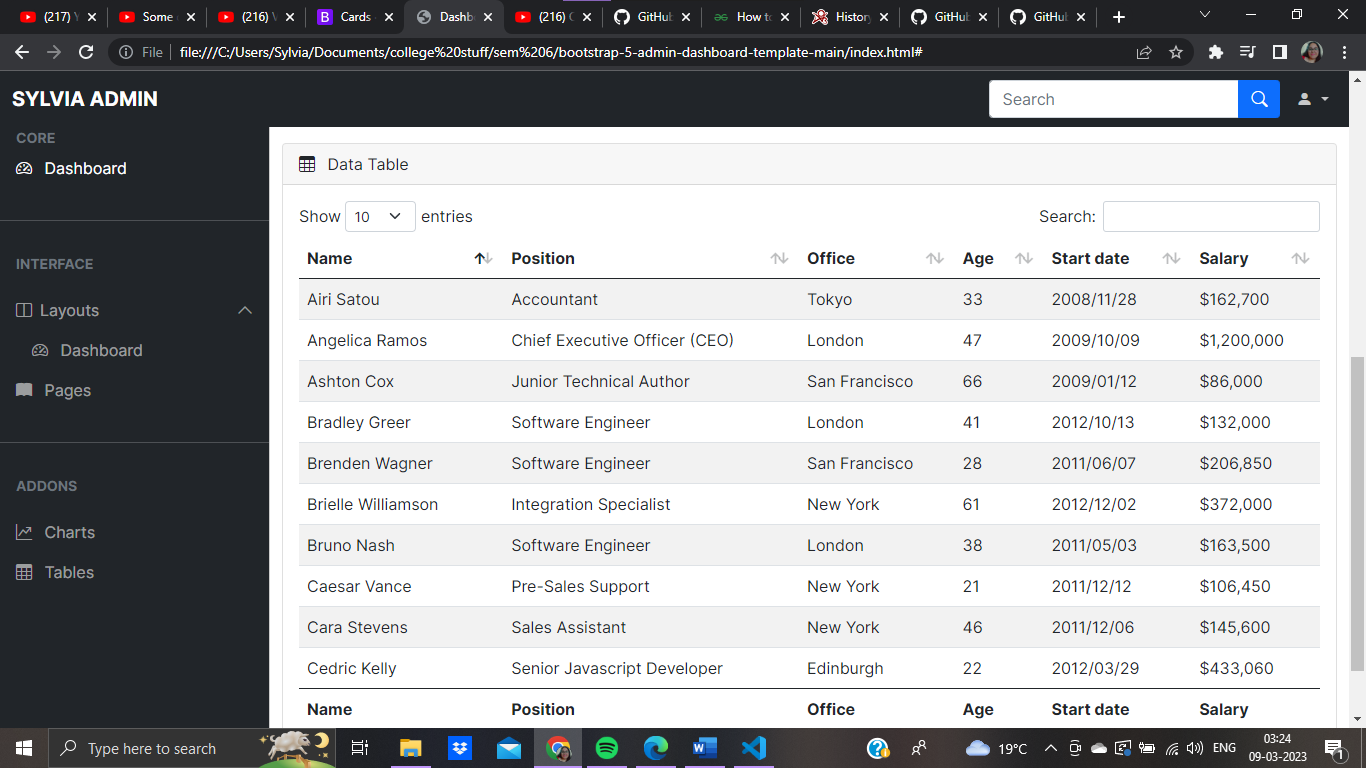 (217) Y
Some
(216) V
Cards
Dashb
(216) C
GitHub
How to
History
GitHub
GitHub
File file:///C:/Users/Sylvia/Documents/college%20stuff/sem%206/bootstrap-5-admin-dashboard-template-main/index.html#
SYLVIA ADMIN
Search
CORE
Dashboard
INTERFACE
Layouts
Dashboard
Pages
ADDONS
Charts
Tables
Data Table
Show 10 entries Search:
Name Position Office Age Start date Salary
Airi Satou Accountant Tokyo 33 2008/11/28 $162,700
Angelica Ramos Chief Executive Officer (CEO) London 47 2009/10/09 $1,200,000
Ashton Cox Junior Technical Author San Francisco 66 2009/01/12 $86,000
Bradley Greer Software Engineer London 41 2012/10/13 $132,000
Brenden Wagner Software Engineer San Francisco 28 2011/06/07 $206,850
Brielle Williamson Integration Specialist New York 61 2012/12/02 $372,000
Bruno Nash Software Engineer London 38 2011/05/03 $163,500
Caesar Vance Pre-Sales Support New York 21 2011/12/12 $106,450
Cara Stevens Sales Assistant New York 46 2011/12/06 $145,600
Cedric Kelly Senior Javascript Developer Edinburgh 22 2012/03/29 $433,060
Name Position Office Age Start date Salary
Type here to search
19°C
ENG
03:24
09-03-2023
1